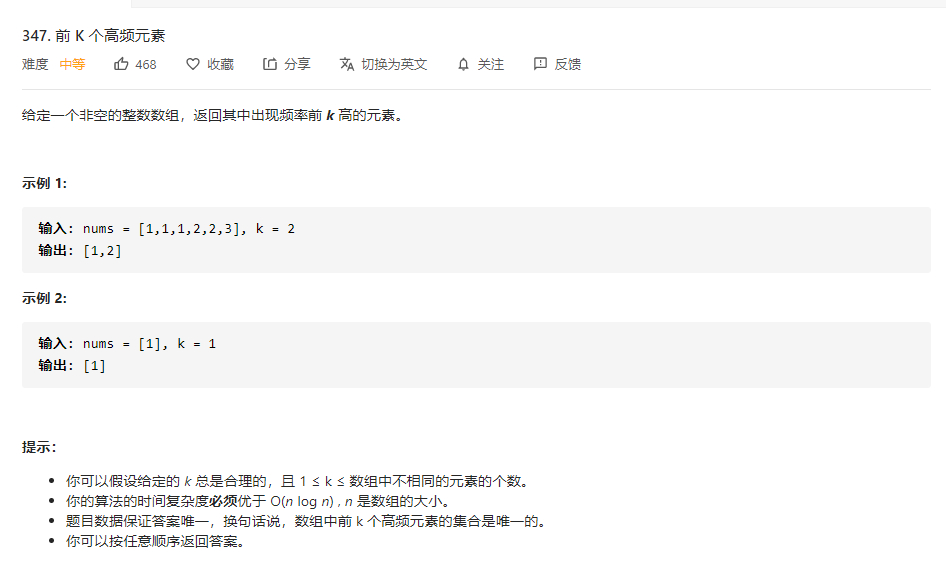 347. 前 K 个高频元素
难度 中等 468 收藏 分享 切换为英文 关注 反馈
给定一个非空的整数数组，返回其中出现频率前 k 高的元素。
示例 1:
输入: nums = [1,1,1,2,2,3], k = 2
输出: [1,2]
示例 2:
输入: nums = [1], k = 1
输出: [1]
提示：
你可以假设给定的 k 总是合理的，且 1 ≤ k ≤ 数组中不相同的元素的个数。
你的算法的时间复杂度必须优于 O(n log n) , n 是数组的大小。
题目数据保证答案唯一，换句话说，数组中前 k 个高频元素的集合是唯一的。
你可以按任意顺序返回答案。